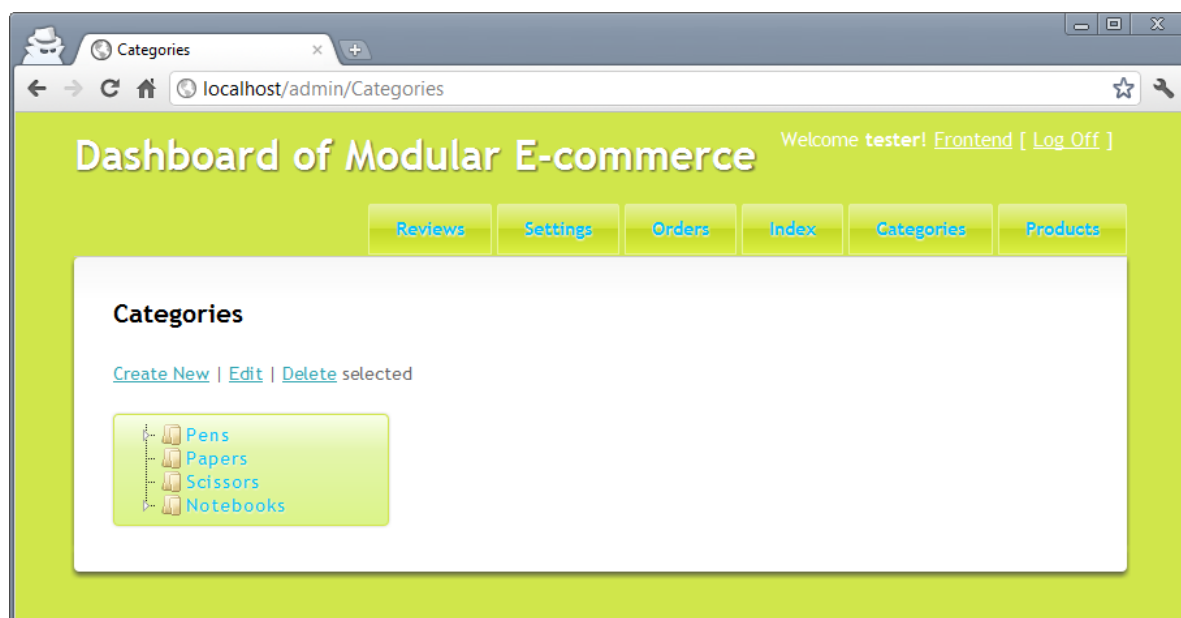 Categories
localhost/admin/Categories
Dashboard of Modular E-commerce
Welcome tester! Frontend [ Log Off ]
Reviews Settings Orders Index Categories Products
Categories
Create New | Edit | Delete selected
Pens
Papers
Scissors
Notebooks